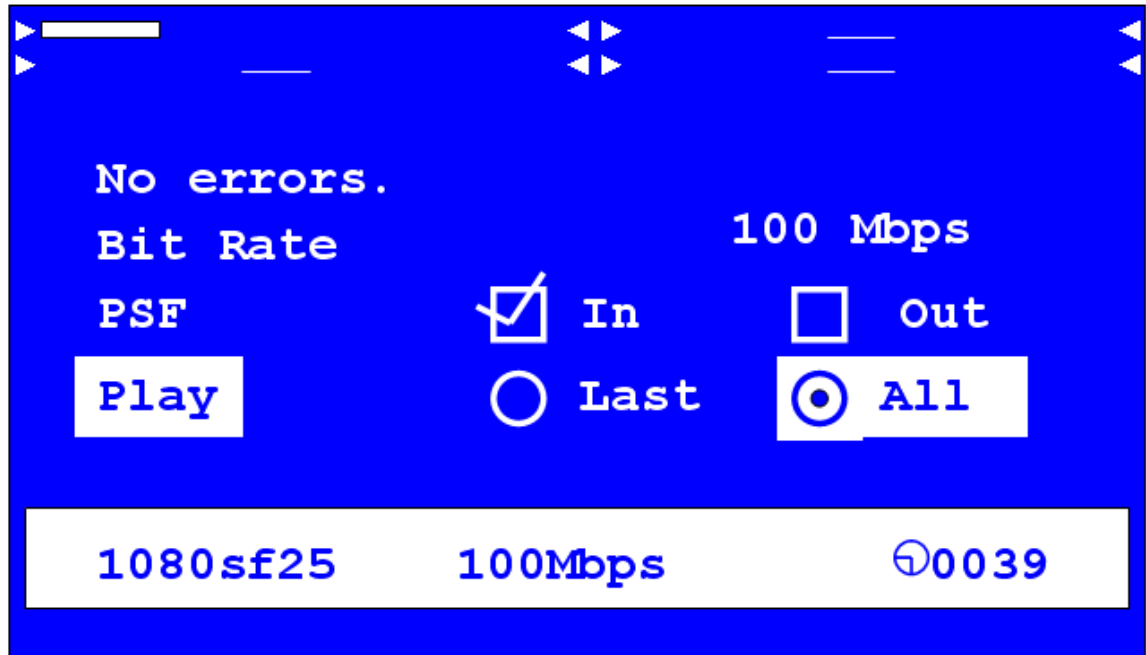 No errors.
Bit Rate 100 Mbps
PSF In Out
Play Last All
1080sf25 100Mbps 0039